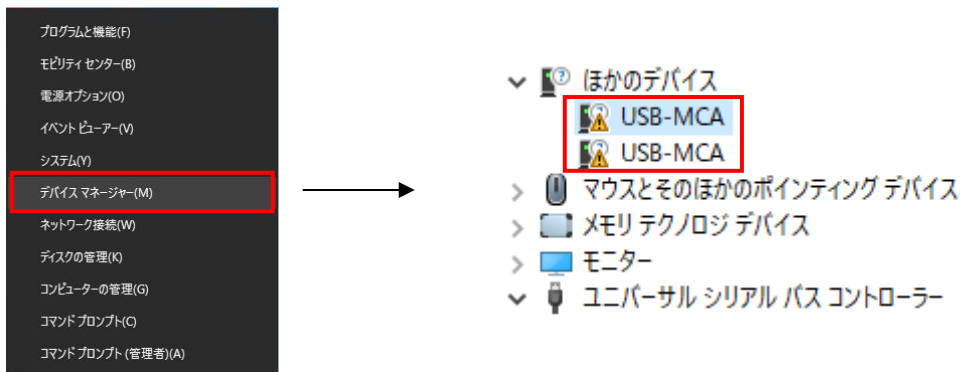 プログラムと機能(F)
モビリティ センター(B)
電源オプション(O)
イベント ビューアー(V)
システム(Y)
デバイス マネージャー(M)
ネットワーク接続(W)
ディスクの管理(K)
コンピューターの管理(G)
コマンド プロンプト(C)
コマンド プロンプト (管理者)(A)
ほかのデバイス
USB-MCA
USB-MCA
マウスとそのほかのポインティング デバイス
メモリ テクノロジ デバイス
モニター
ユニバーサル シリアル バス コントローラー